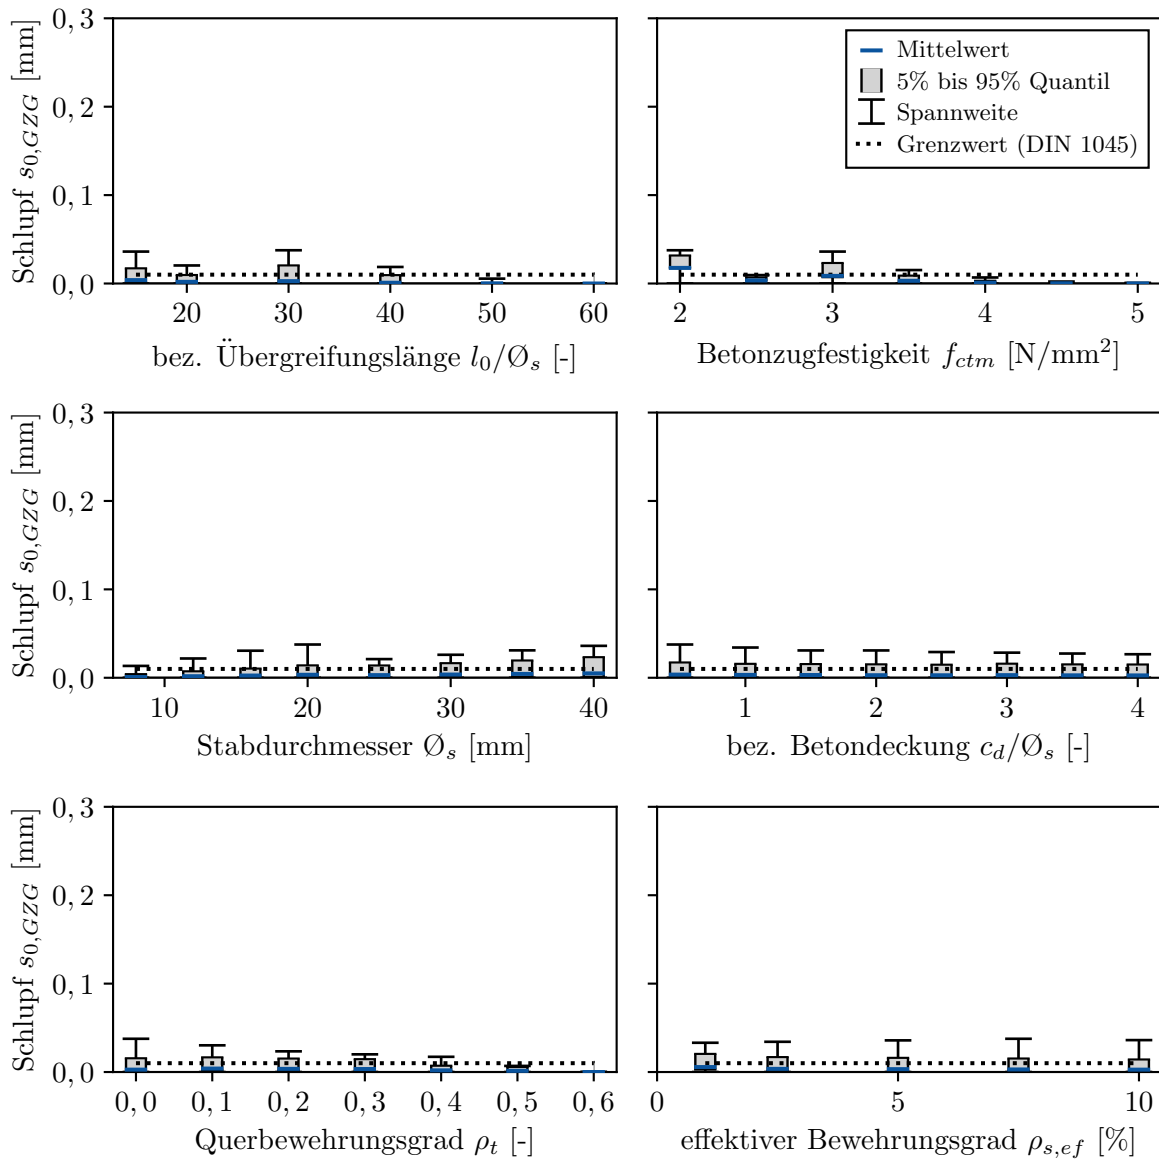 0,3
0,2
0,1
0,0
Schlupf s0,GZG [mm]
20 30 40 50 60
bez. Übergreifungslänge l0/Øs [-]
Mittelwert
5% bis 95% Quantil
Spannweite
Grenzwert (DIN 1045)
2 3 4 5
Betonzugfestigkeit fctm [N/mm²]
0,3
0,2
0,1
0,0
Schlupf s0,GZG [mm]
10 20 30 40
Stabdurchmesser Øs [mm]
1 2 3 4
bez. Betondeckung cd/Øs [-]
0,3
0,2
0,1
0,0
Schlupf s0,GZG [mm]
0,0 0,1 0,2 0,3 0,4 0,5 0,6
Querbewehrungsgrad ρt [-]
0 5 10
effektiver Bewehrungsgrad ρs,ef [%]